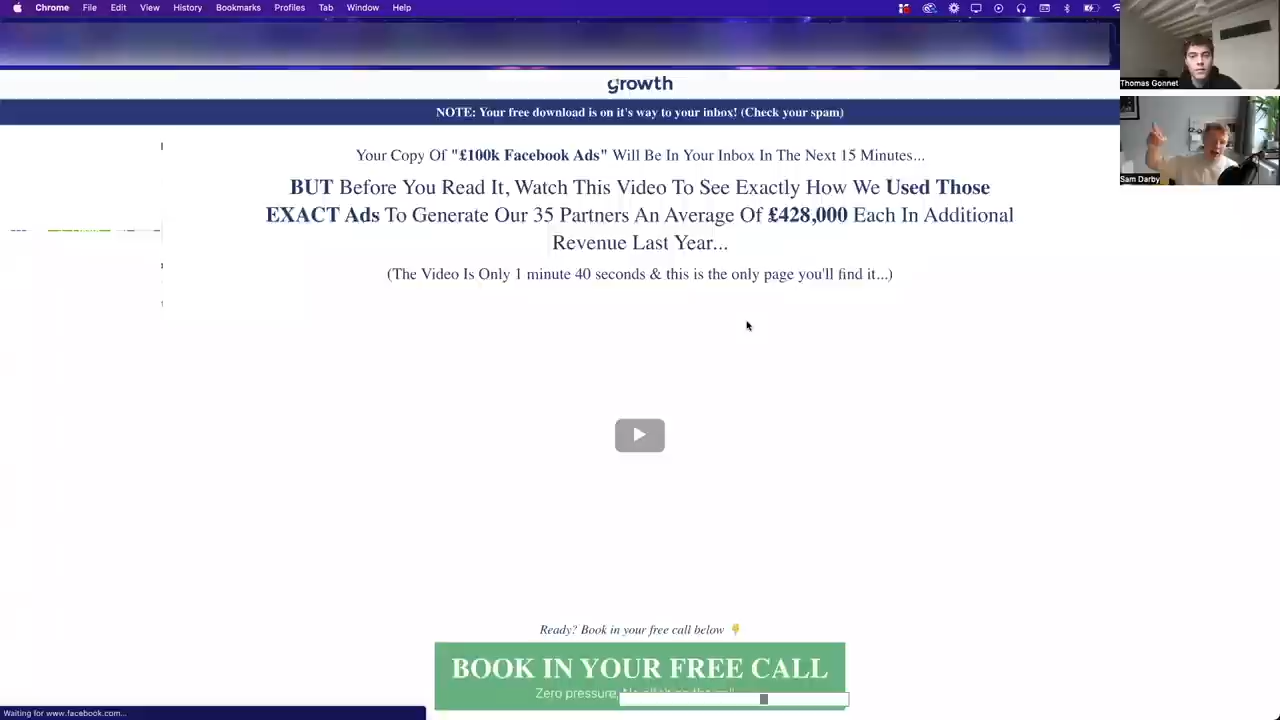 Chrome File Edit View History Bookmarks Profiles Tab Window Help
Thomas Gonnet
growth
NOTE: Your free download is on it's way to your inbox! (Check your spam)
Your Copy Of "£100k Facebook Ads" Will Be In Your Inbox In The Next 15 Minutes...
Sam Darby
BUT Before You Read It, Watch This Video To See Exactly How We Used Those
EXACT Ads To Generate Our 35 Partners An Average Of £428,000 Each In Additional
Revenue Last Year...
(The Video Is Only 1 minute 40 seconds & this is the only page you'll find it...)
Ready? Book in your free call below 👇
BOOK IN YOUR FREE CALL
Zero pressure,
Waiting for www.facebook.com...